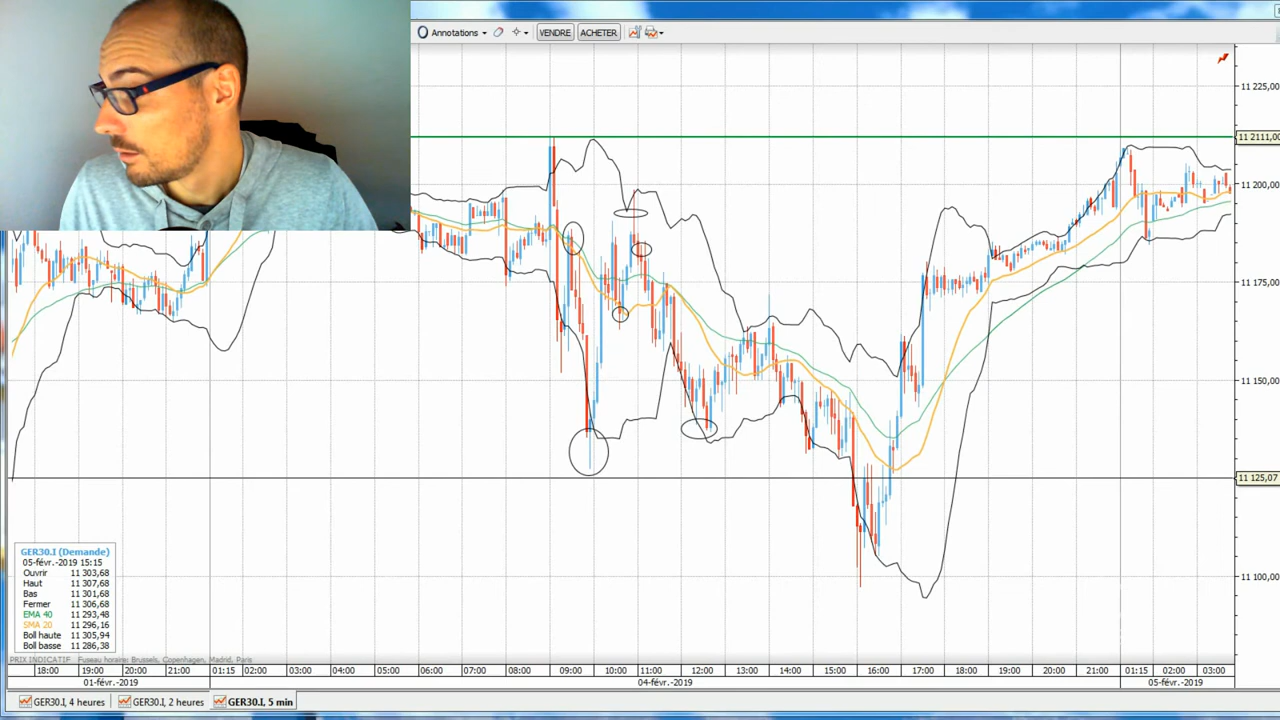 Annotations VENDRE ACHETER
11 225,00
11 2111,00
11 200,00
11 175,00
11 150,00
11 125,07
11 100,00
GER30.I (Demande)
05-févr.-2019 15:15
Ouvrir 11 303,68
Haut 11 307,68
Bas 11 301,68
Fermer 11 306,68
EMA 40 11 293,48
SMA 20 11 296,16
Boll haute 11 305,94
Boll basse 11 286,38
PRIX INDICATIF Fuseau horaire: Brussels, Copenhagen, Madrid, Paris
18:00 19:00 20:00 21:00 01:15 02:00 03:00 04:00 05:00 06:00 07:00 08:00 09:00 10:00 11:00 12:00 13:00 14:00 15:00 16:00 17:00 18:00 19:00 20:00 21:00 01:15 02:00 03:00
01-févr.-2019 04-févr.-2019 05-févr.-2019
GER30.I, 4 heures GER30.I, 2 heures GER30.I, 5 min